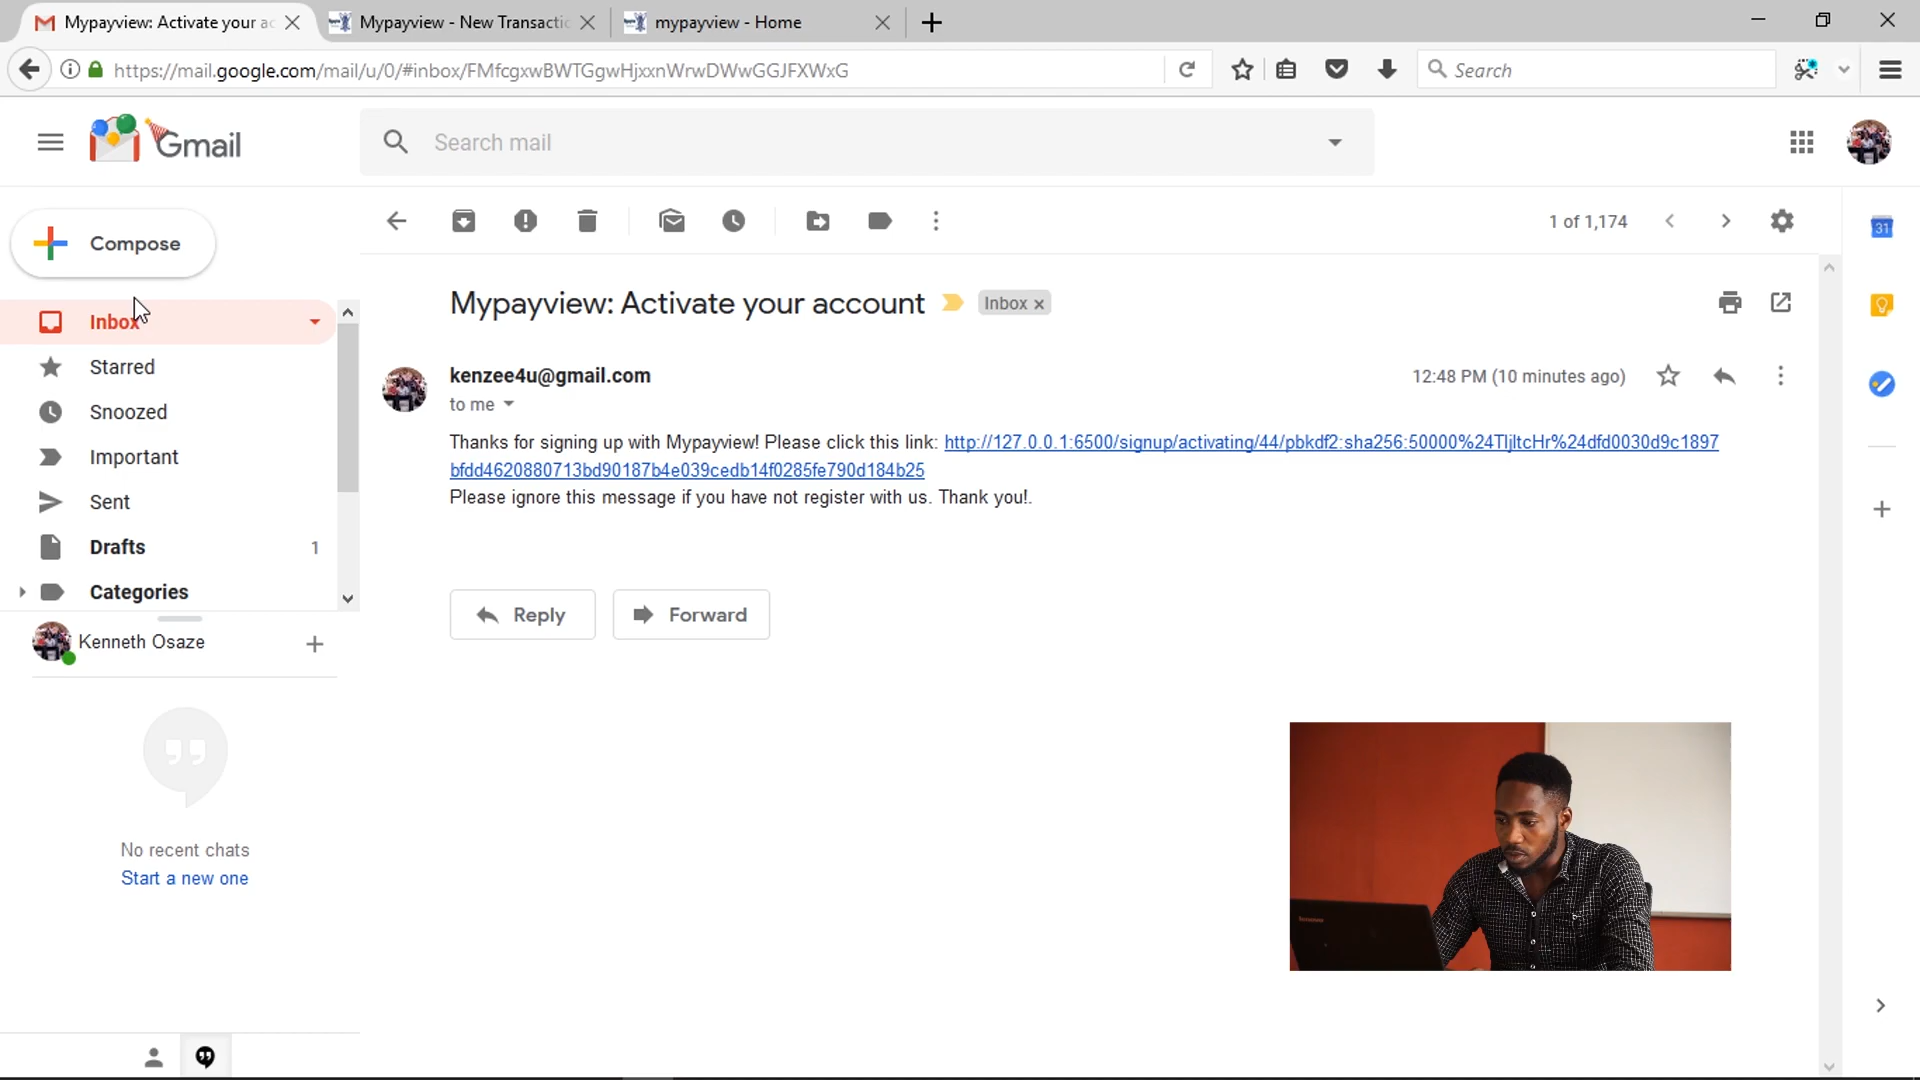 Mypayview: Activate your ac
Mypayview - New Transactio
mypayview - Home
https://mail.google.com/mail/u/0/#inbox/FMfcgxwBWTGgwHjxxnWrwDWwGGJFXWxG
Search
Gmail
Search mail
Compose
1 of 1,174
31
Inbox
Starred
Snoozed
Important
Sent
Drafts 1
Categories
Kenneth Osaze
No recent chats
Start a new one
Mypayview: Activate your account
Inbox x
kenzee4u@gmail.com
12:48 PM (10 minutes ago)
to me
Thanks for signing up with Mypayview! Please click this link: http://127.0.0.1:6500/signup/activating/44/pbkdf2:sha256:50000%24TljltcHr%24dfd0030d9c1897
bfdd4620880713bd90187b4e039cedb14f0285fe790d184b25
Please ignore this message if you have not register with us. Thank you!.
Reply
Forward